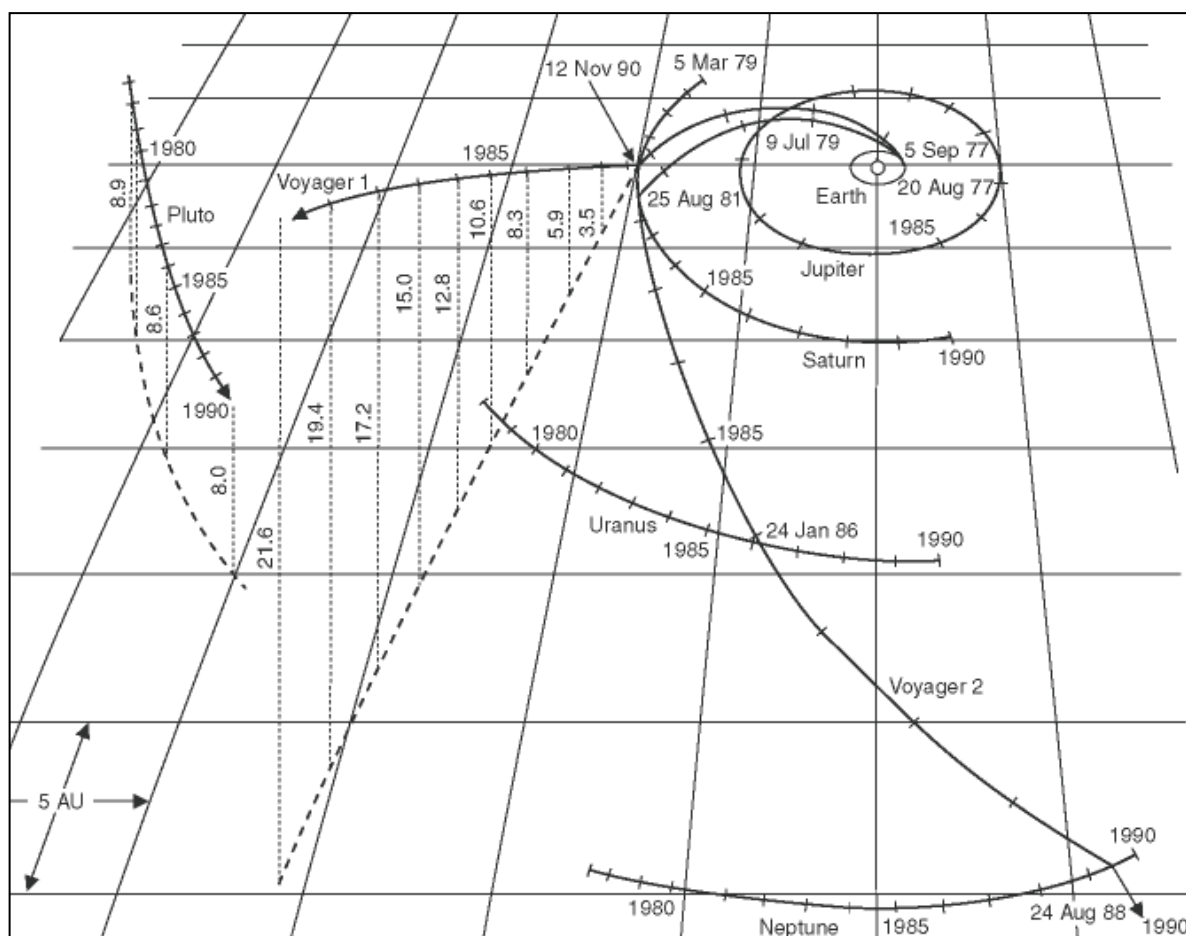 12 Nov 90
5 Mar 79
1980
1985
9 Jul 79
5 Sep 77
8.9
Voyager 1
Earth
20 Aug 77
Pluto
10.6
8.3
5.9
3.5
25 Aug 81
1985
1985
15.0
12.8
Jupiter
1985
8.6
Saturn
1990
1990
19.4
17.2
1980
1985
8.0
21.6
Uranus
1985
24 Jan 86
1990
Voyager 2
5 AU
1990
1980
Neptune
1985
24 Aug 88
1990